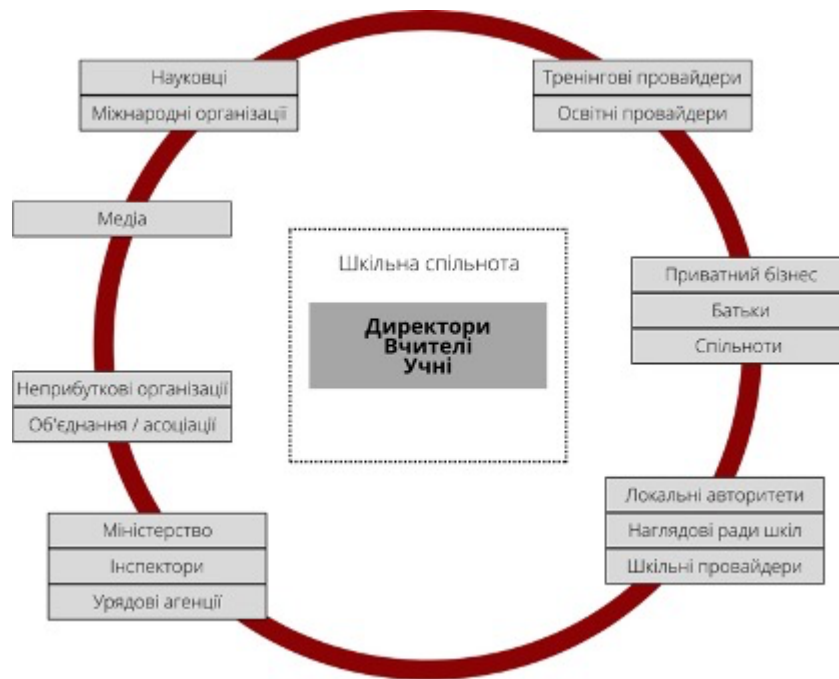 Науковці
Міжнародні організації
Тренінгові провайдери
Освітні провайдери
Медіа
Шкільна спільнота
Директори
Вчителі
Учні
Приватний бізнес
Батьки
Спільноти
Неприбуткові організації
Об'єднання / асоціації
Локальні авторитети
Наглядові ради шкіл
Шкільні провайдери
Міністерство
Інспектори
Урядові агенції